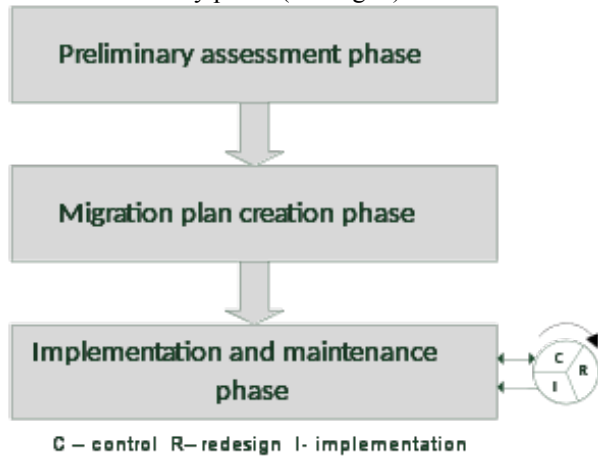 Preliminary assessment phase
Migration plan creation phase
Implementation and maintenance
phase
C
R
I
C – control R– redesign I- implementation